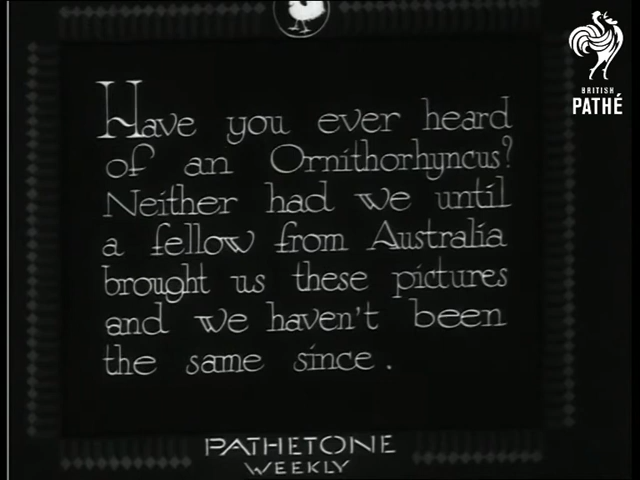 BRITISH
PATHÉ
Have you ever heard
of an Ornithorhyncus?
Neither had we until
a fellow from Australia
brought us these pictures
and we haven't been
the same since.
PATHETONE
WEEKLY